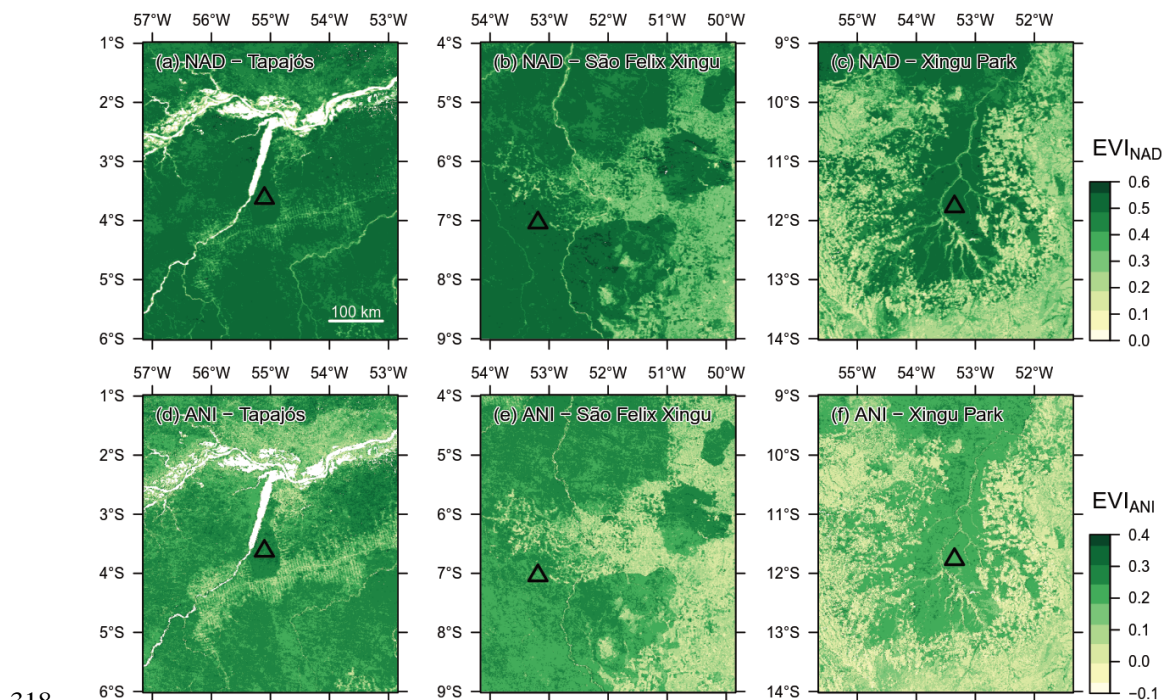 57°W 56°W 55°W 54°W 53°W
54°W 53°W 52°W 51°W 50°W
55°W 54°W 53°W 52°W
1°S
2°S
3°S
4°S
5°S
6°S
(a) NAD − Tapajós
100 km
4°S
5°S
6°S
7°S
8°S
9°S
(b) NAD − São Felix Xingu
9°S
10°S
11°S
12°S
13°S
14°S
(c) NAD − Xingu Park
EVI_NAD
0.6
0.5
0.4
0.3
0.2
0.1
0.0
57°W 56°W 55°W 54°W 53°W
54°W 53°W 52°W 51°W 50°W
55°W 54°W 53°W 52°W
1°S
2°S
3°S
4°S
5°S
6°S
(d) ANI − Tapajós
4°S
5°S
6°S
7°S
8°S
9°S
(e) ANI − São Felix Xingu
9°S
10°S
11°S
12°S
13°S
14°S
(f) ANI − Xingu Park
EVI_ANI
0.4
0.3
0.2
0.1
0.0
−0.1
318